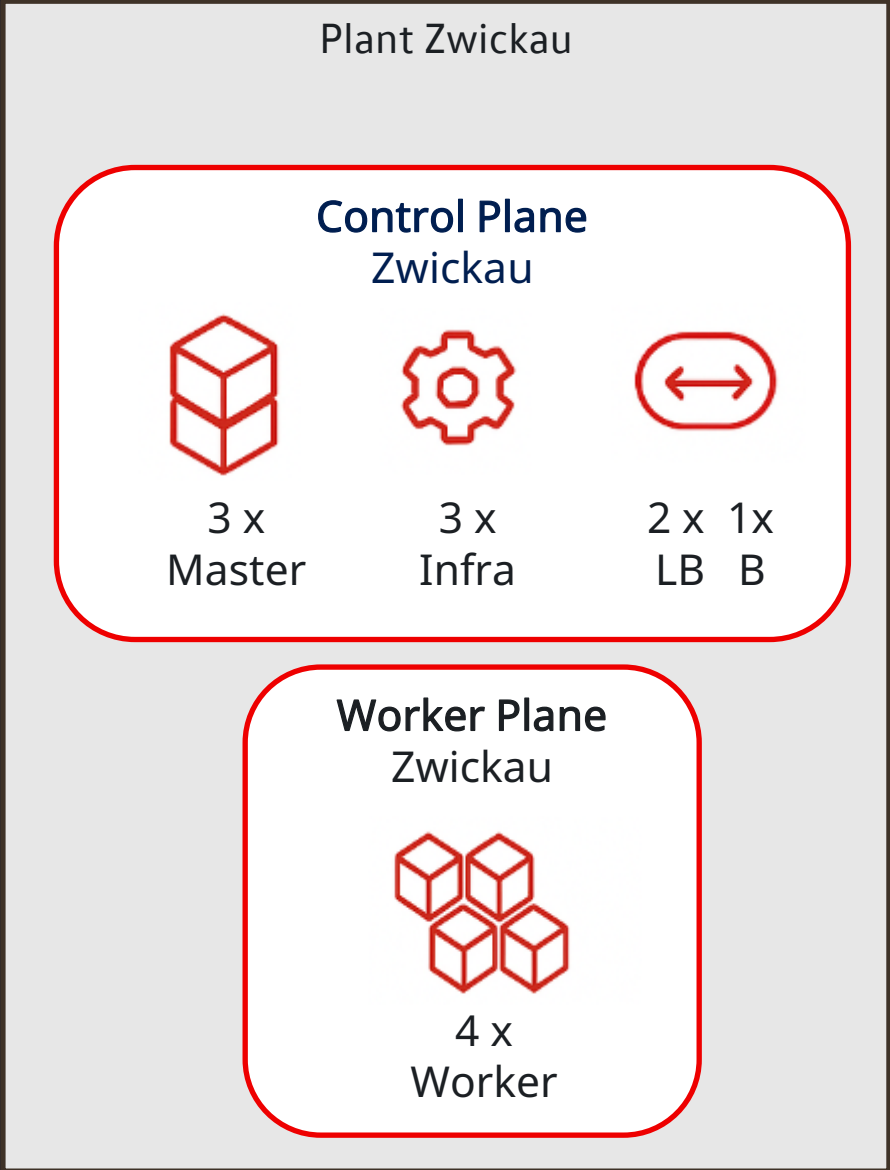 Plant Zwickau
Control Plane
Zwickau
3 x
Master
3 x
Infra
2 x 1x
LB B
Worker Plane
Zwickau
4 x
Worker